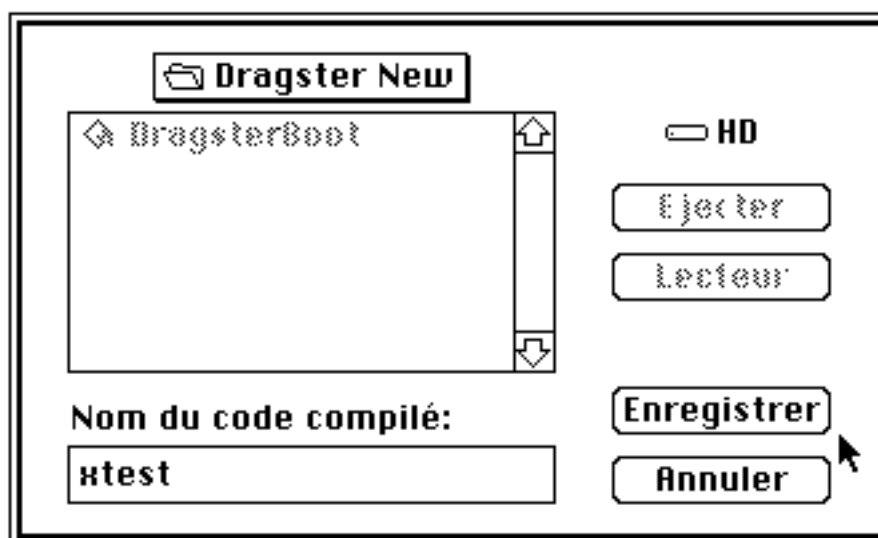 Dragster New
DragsterBoot
HD
Ejecter
Lecteur
Nom du code compilé:
xtest
Enregistrer
Annuler